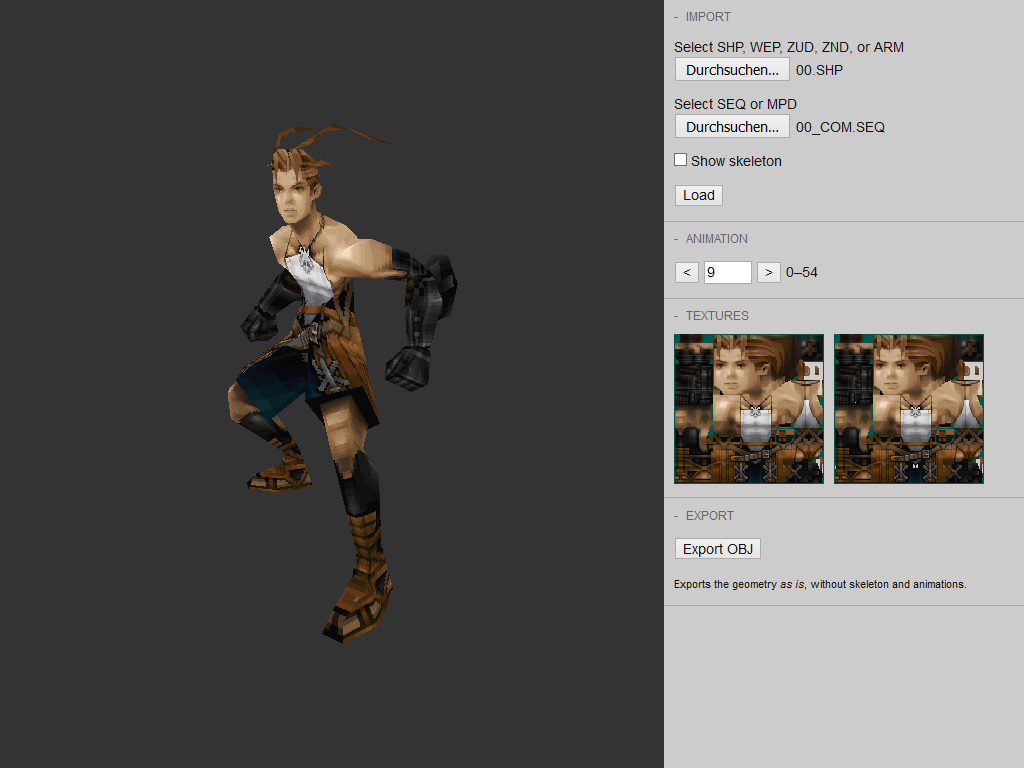 - IMPORT
Select SHP, WEP, ZUD, ZND, or ARM
Durchsuchen... 00.SHP
Select SEQ or MPD
Durchsuchen... 00_COM.SEQ
Show skeleton
Load
- ANIMATION
< 9 > 0–54
- TEXTURES
- EXPORT
Export OBJ
Exports the geometry as is, without skeleton and animations.